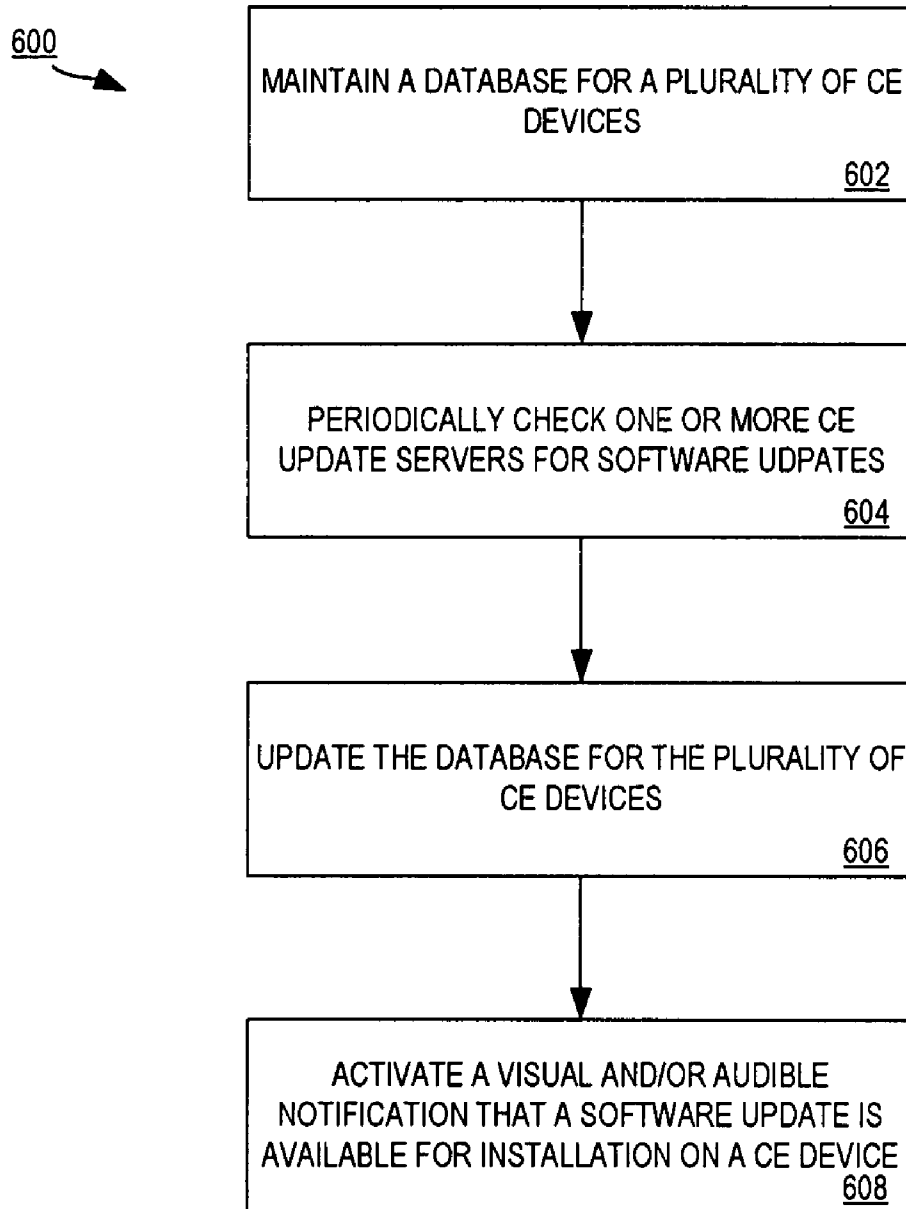 600
MAINTAIN A DATABASE FOR A PLURALITY OF CE
DEVICES
602
PERIODICALLY CHECK ONE OR MORE CE
UPDATE SERVERS FOR SOFTWARE UDPATES
604
UPDATE THE DATABASE FOR THE PLURALITY OF
CE DEVICES
606
ACTIVATE A VISUAL AND/OR AUDIBLE
NOTIFICATION THAT A SOFTWARE UPDATE IS
AVAILABLE FOR INSTALLATION ON A CE DEVICE
608